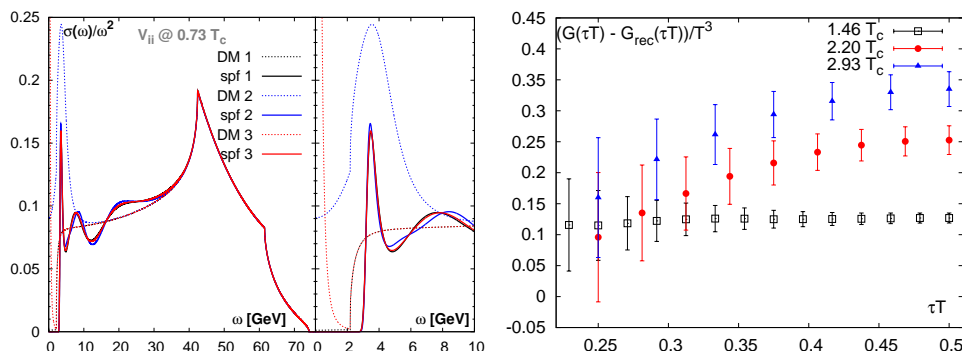 σ(ω)/ω²
V_ii @ 0.73 T_c
DM 1
spf 1
DM 2
spf 2
DM 3
spf 3
0.25
0.2
0.15
0.1
0.05
0
ω [GeV]
ω [GeV]
0 10 20 30 40 50 60 70
0 2 4 6 8 10
(G(τT) - G_rec(τT))/T³
1.46 T_c
2.20 T_c
2.93 T_c
0.45
0.4
0.35
0.3
0.25
0.2
0.15
0.1
0.05
0
-0.05
τT
0.25 0.3 0.35 0.4 0.45 0.5